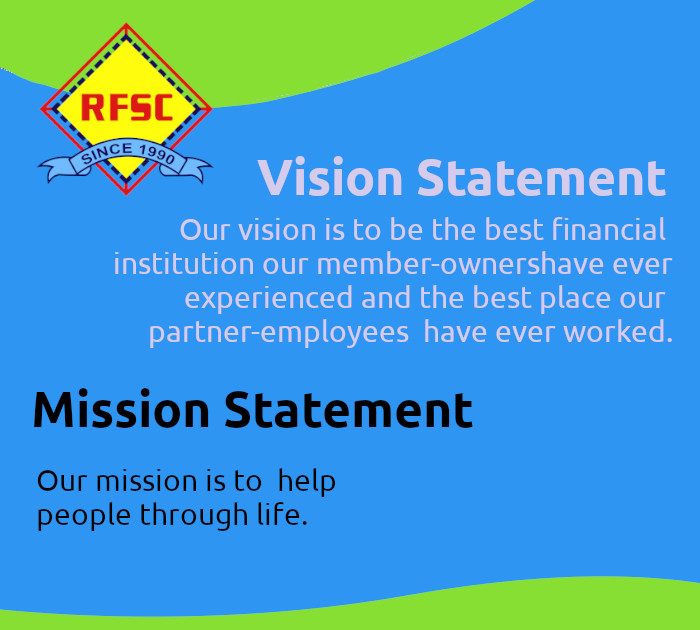 RFSC
SINCE 1990
Vision Statement
Our vision is to be the best financial
institution our member-ownershave ever
experienced and the best place our
partner-employees  have ever worked.
Mission Statement
Our mission is to  help
people through life.